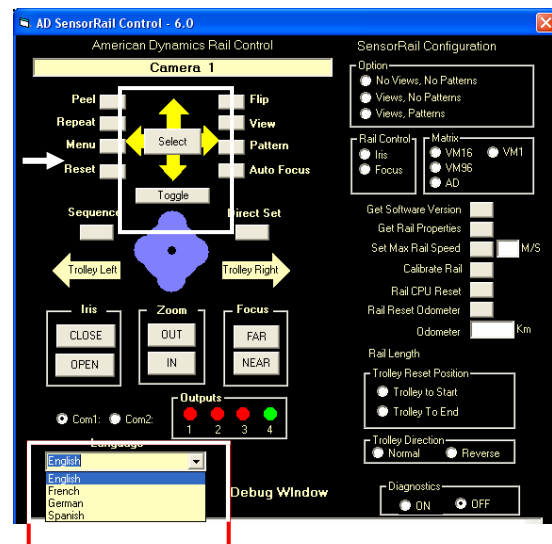 AD SensorRail Control - 6.0
American Dynamics Rail Control
Camera 1
Peel
Flip
Repeat
View
Menu
Select
Pattern
Reset
Auto Focus
Toggle
Sequence
Direct Set
Trolley Left
Trolley Right
Iris
Zoom
Focus
CLOSE
OUT
FAR
OPEN
IN
NEAR
Outputs
Com1:
Com2:
1 2 3 4
Language
English
English
French
German
Spanish
Debug WIndow
SensorRail Configuration
Option
No Views, No Patterns
Views, No Patterns
Views, Patterns
Rail Control
Iris
Focus
Matrix
VM16
VM1
VM96
AD
Get Software Version
Get Rail Properties
Set Max Rail Speed
M/S
Calibrate Rail
Rail CPU Reset
Rail Reset Odometer
Odometer
Km
Rail Length
Trolley Reset Position
Trolley to Start
Trolley To End
Trolley Direction
Normal
Reverse
Diagnostics
ON
OFF